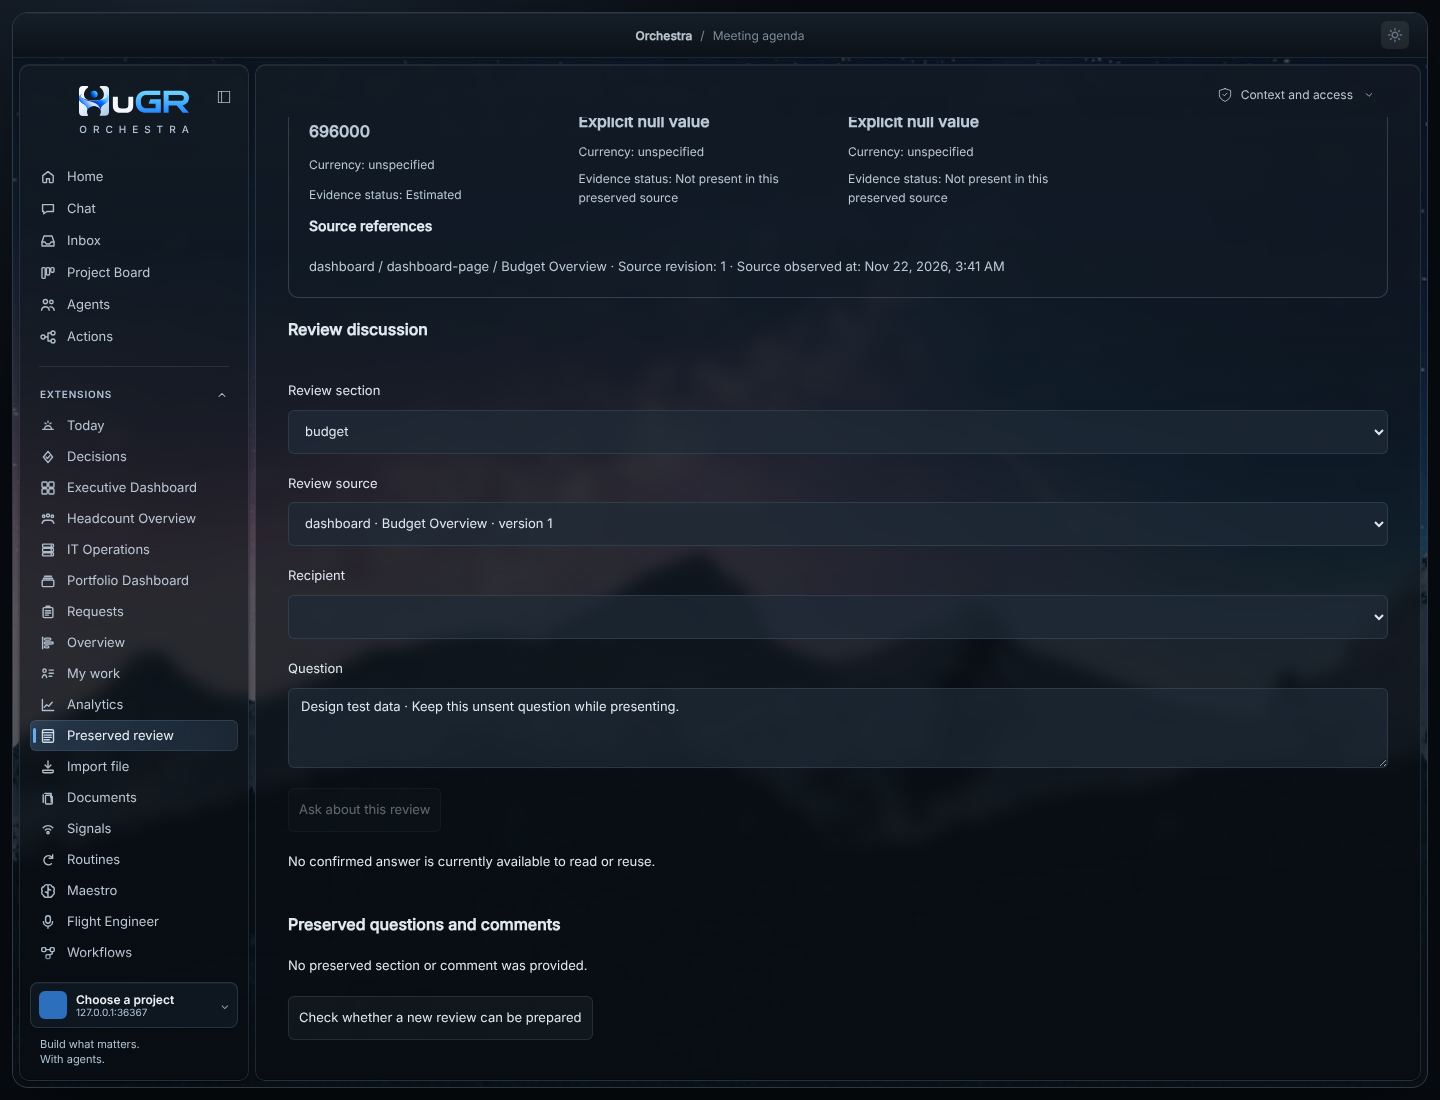 Orchestra / Meeting agenda
HuGR
ORCHESTRA
Context and access
Home
Chat
Inbox
Project Board
Agents
Actions
EXTENSIONS
Today
Decisions
Executive Dashboard
Headcount Overview
IT Operations
Portfolio Dashboard
Requests
Overview
My work
Analytics
Preserved review
Import file
Documents
Signals
Routines
Maestro
Flight Engineer
Workflows
Choose a project
127.0.0.1:36367
Build what matters.
With agents.
696000
Currency: unspecified
Evidence status: Estimated
Explicit null value
Currency: unspecified
Evidence status: Not present in this
preserved source
Explicit null value
Currency: unspecified
Evidence status: Not present in this
preserved source
Source references
dashboard / dashboard-page / Budget Overview · Source revision: 1 · Source observed at: Nov 22, 2026, 3:41 AM
Review discussion
Review section
budget
Review source
dashboard · Budget Overview · version 1
Recipient
Question
Design test data · Keep this unsent question while presenting.
Ask about this review
No confirmed answer is currently available to read or reuse.
Preserved questions and comments
No preserved section or comment was provided.
Check whether a new review can be prepared